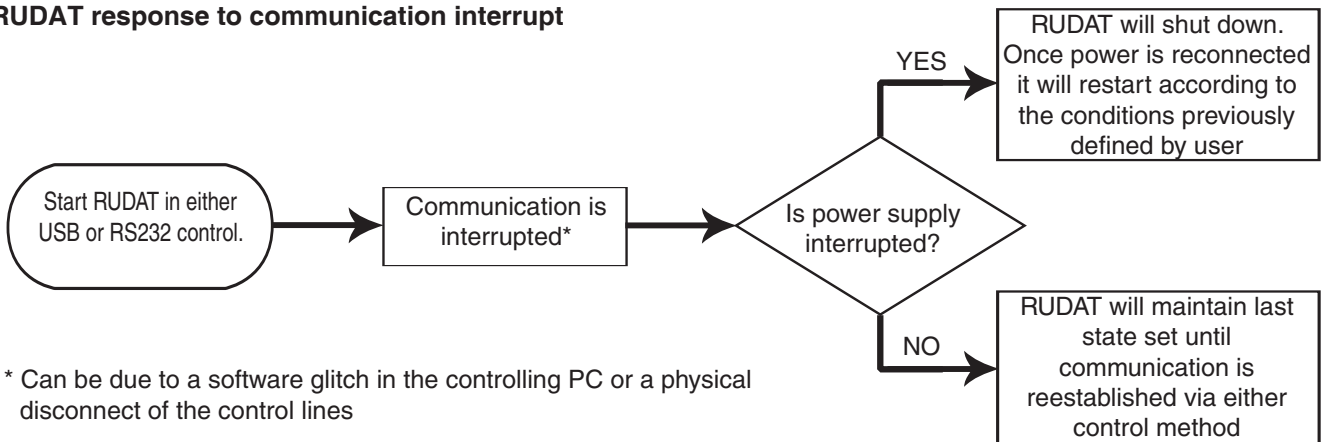 RUDAT response to communication interrupt
Start RUDAT in either
USB or RS232 control.
Communication is
interrupted*
Is power supply
interrupted?
YES
RUDAT will shut down.
Once power is reconnected
it will restart according to
the conditions previously
defined by user
NO
RUDAT will maintain last
state set until
communication is
reestablished via either
control method
* Can be due to a software glitch in the controlling PC or a physical
disconnect of the control lines